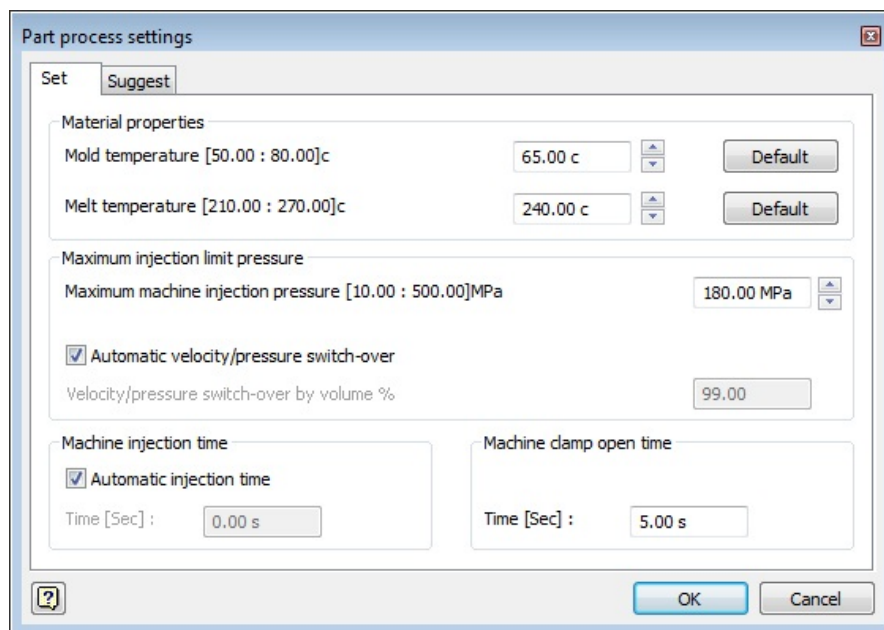 Part process settings
Set
Suggest
Material properties
Mold temperature [50.00 : 80.00]c
65.00 c
Default
Melt temperature [210.00 : 270.00]c
240.00 c
Default
Maximum injection limit pressure
Maximum machine injection pressure [10.00 : 500.00]MPa
180.00 MPa
Automatic velocity/pressure switch-over
Velocity/pressure switch-over by volume %
99.00
Machine injection time
Automatic injection time
Time [Sec] :
0.00 s
Machine clamp open time
Time [Sec] :
5.00 s
?
OK
Cancel